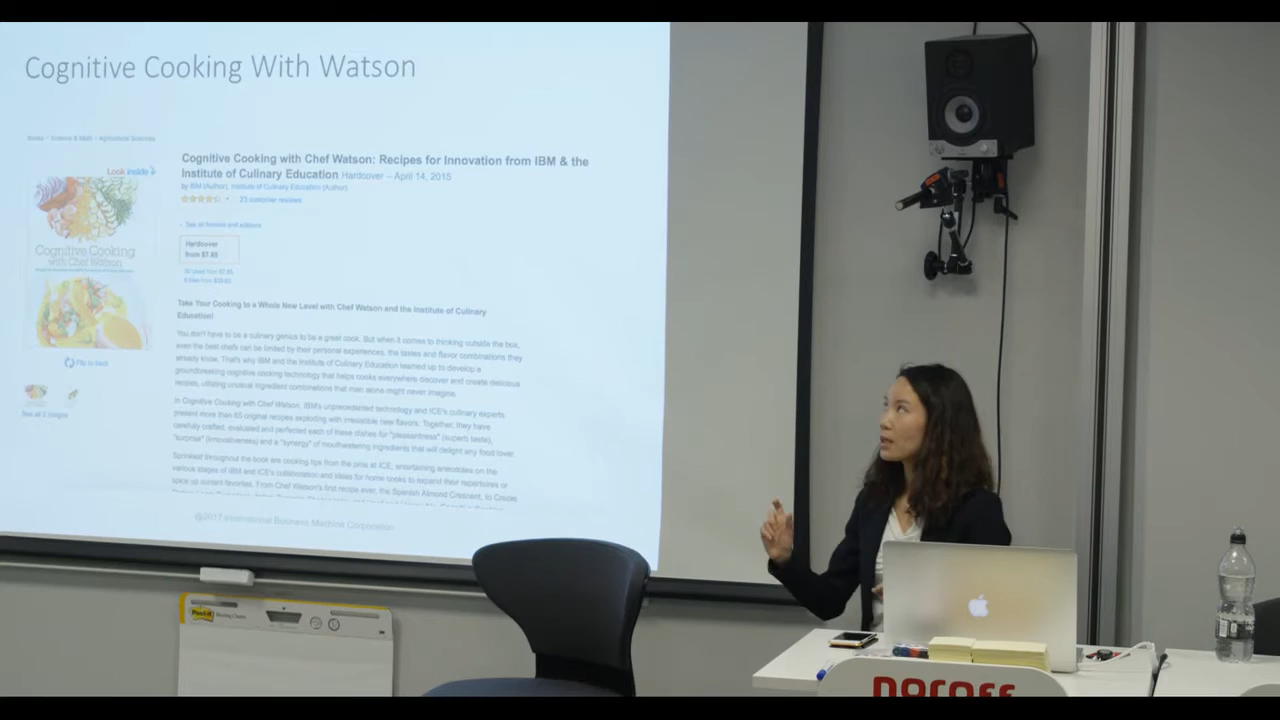 Cognitive Cooking With Watson
Books › Science & Math › Agricultural Sciences
Look inside
Cognitive Cooking
with Chef Watson
Flip to back
See all 2 images
Cognitive Cooking with Chef Watson: Recipes for Innovation from IBM & the
Institute of Culinary Education Hardcover – April 14, 2015
by IBM (Author), Institute of Culinary Education (Author)
23 customer reviews
See all formats and editions
Hardcover
from $7.85
Take Your Cooking to a Whole New Level with Chef Watson and the Institute of Culinary
Education!
You don't have to be a culinary genius to be a great cook. But when it comes to thinking outside the box,
even the best chefs can be limited by their personal experiences, the tastes and flavor combinations they
already know. That's why IBM and the Institute of Culinary Education teamed up to develop a
groundbreaking cognitive cooking technology that helps cooks everywhere discover and create delicious
recipes, utilizing unusual ingredient combinations that man alone might never imagine.
In Cognitive Cooking with Chef Watson, IBM's unprecedented technology and ICE's culinary experts
present more than 65 original recipes exploding with irresistible new flavors. Together, they have
carefully crafted, evaluated and perfected each of these dishes for "pleasantness" (superb taste),
"surprise" (innovativeness) and a "synergy" of mouthwatering ingredients that will delight any food lover.
Sprinkled throughout the book are cooking tips from the pros at ICE, entertaining anecdotes on the
various stages of IBM and ICE's collaboration and ideas for home cooks to expand their repertoires or
spice up current favorites. From Chef Watson's first recipe ever, the Spanish Almond Crescent, to Creole
@2017 International Business Machine Corporation
Post-it
noroff